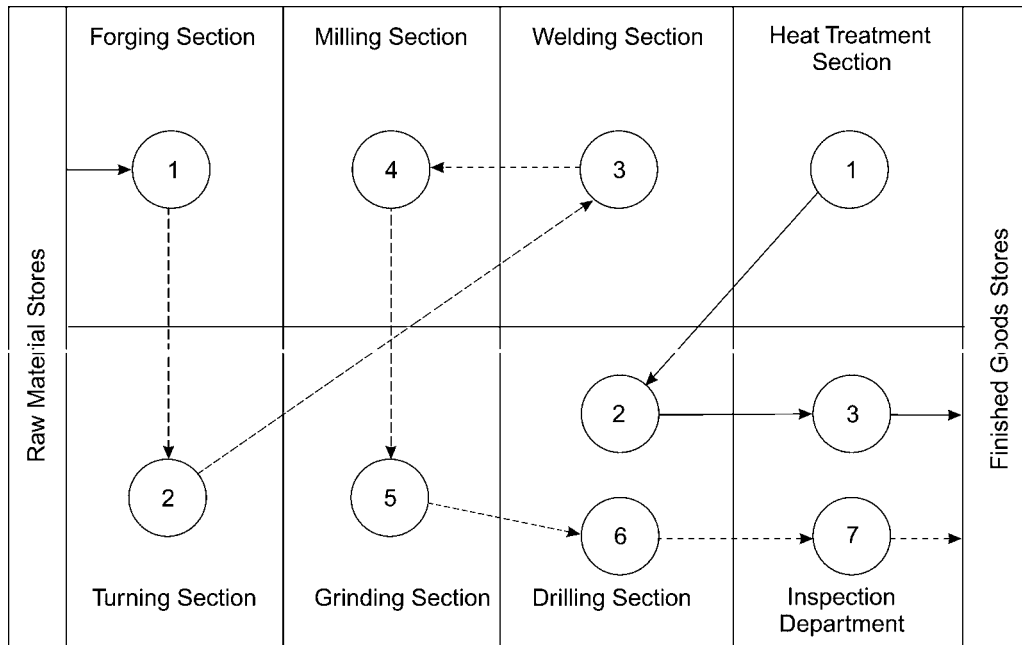 Forging Section
Milling Section
Welding Section
Heat Treatment
Section
1
4
3
1
Raw Material Stores
Finished Goods Stores
2
3
2
5
6
7
Turning Section
Grinding Section
Drilling Section
Inspection
Department